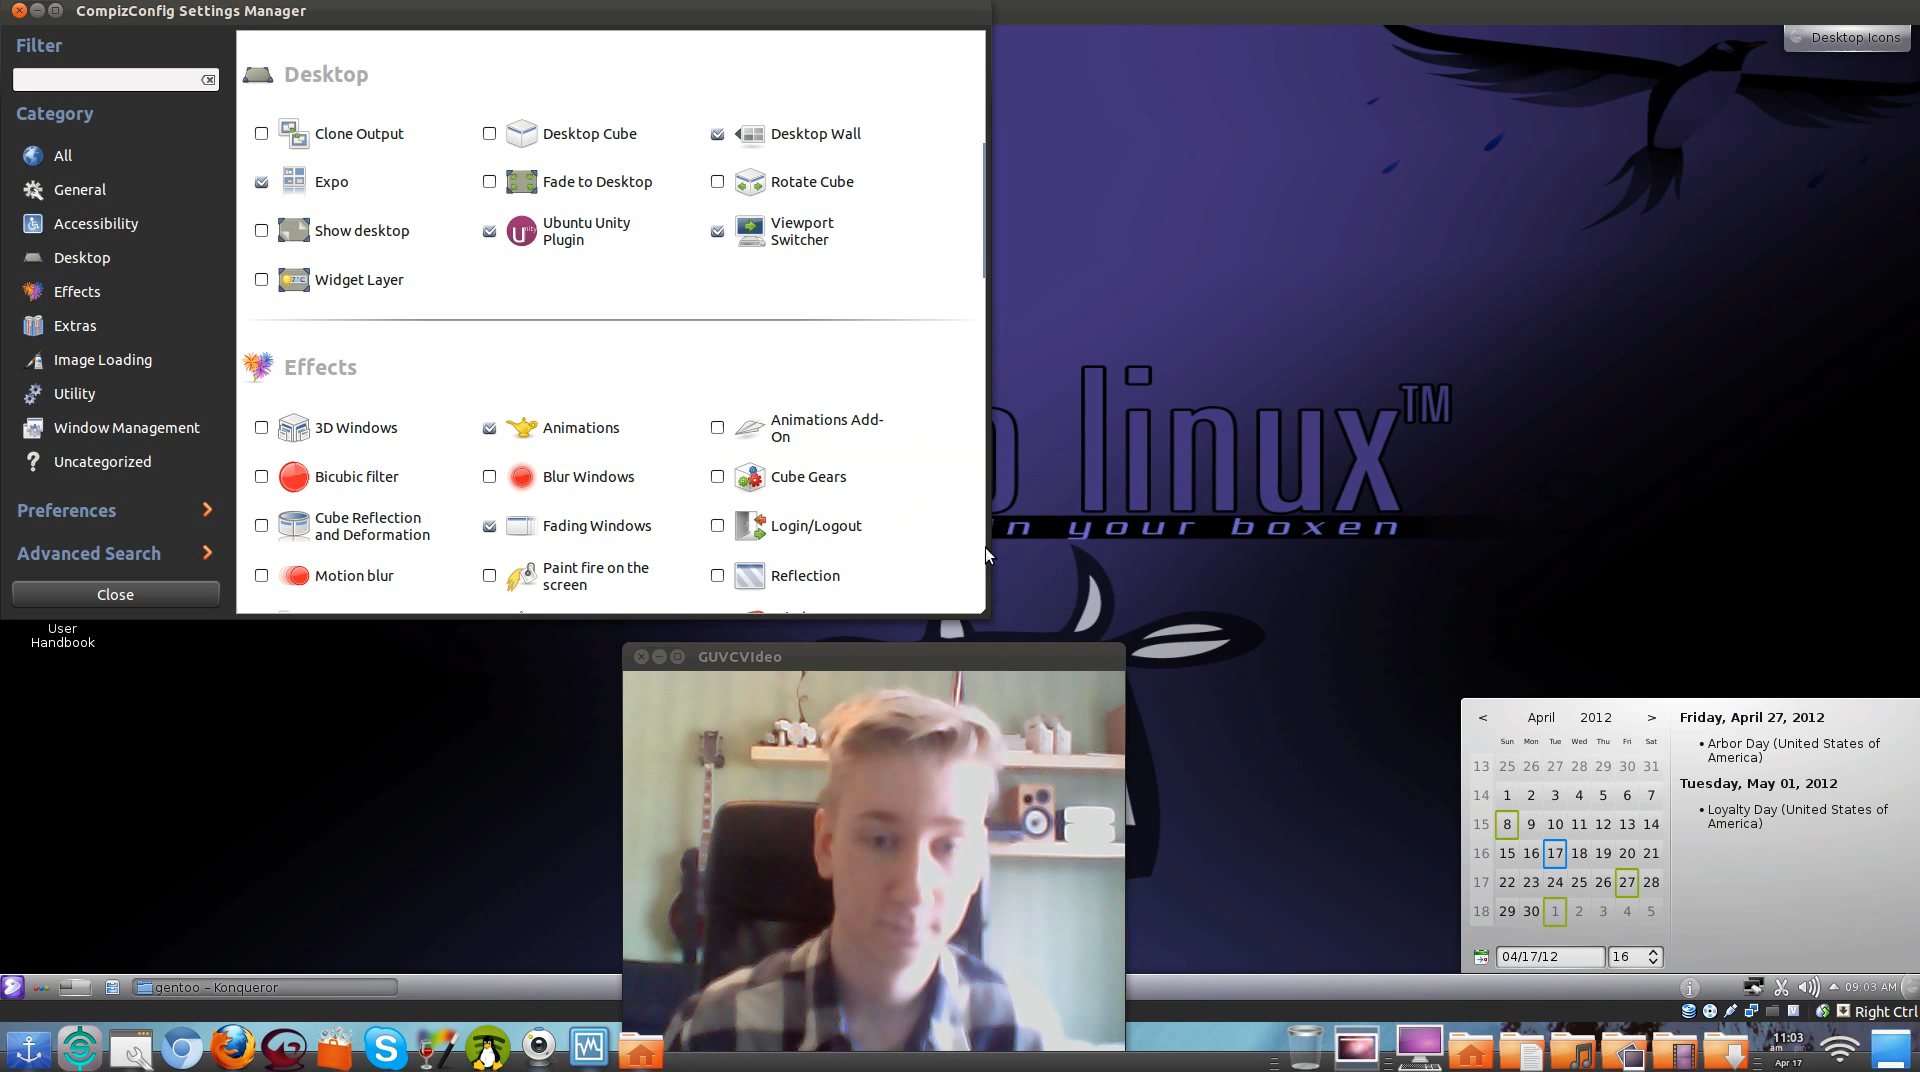 CompizConfig Settings Manager
Filter
Category
All
General
Accessibility
Desktop
Effects
Extras
Image Loading
Utility
Window Management
Uncategorized
Preferences
Advanced Search
Close
Desktop
Clone Output
Desktop Cube
Desktop Wall
Expo
Fade to Desktop
Rotate Cube
Show desktop
Ubuntu Unity
Plugin
Viewport
Switcher
Widget Layer
Effects
3D Windows
Animations
Animations Add-
On
Bicubic filter
Blur Windows
Cube Gears
Cube Reflection
and Deformation
Fading Windows
Login/Logout
Motion blur
Paint fire on the
screen
Reflection
Desktop Icons
linux™
in your boxen
User
Handbook
GUVCVideo
< April 2012 >
Sun Mon Tue Wed Thu Fri Sat
13 25 26 27 28 29 30 31
14 1 2 3 4 5 6 7
15 8 9 10 11 12 13 14
16 15 16 17 18 19 20 21
17 22 23 24 25 26 27 28
18 29 30 1 2 3 4 5
04/17/12 16
Friday, April 27, 2012
• Arbor Day (United States of
America)
Tuesday, May 01, 2012
• Loyalty Day (United States of
America)
gentoo – Konqueror
09:03 AM
Right Ctrl
11:03
am
Apr 17